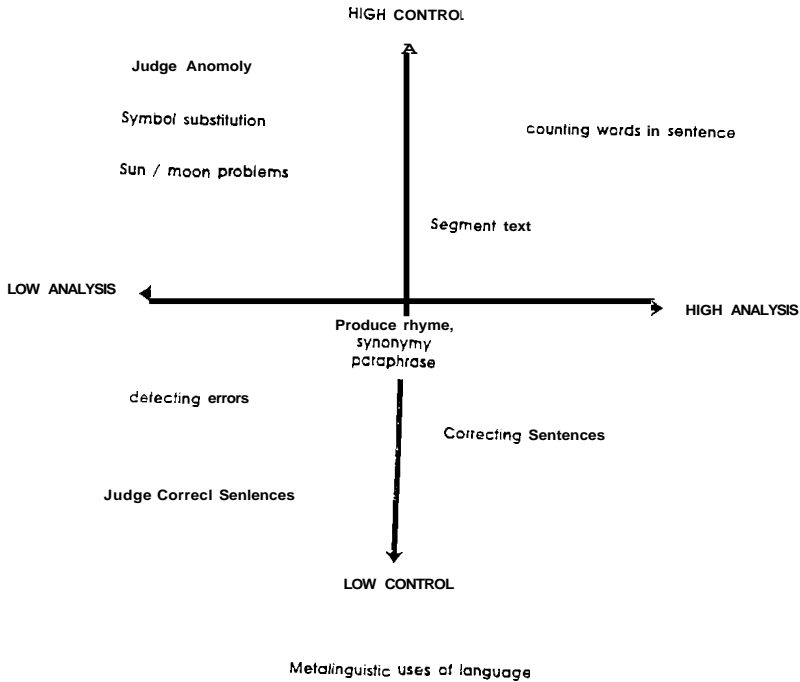 HIGH CONTROL
Judge Anomoly
Symbol substitution
counting words in sentence
Sun / moon problems
Segment text
LOW ANALYSIS
HIGH ANALYSIS
Produce rhyme,
synonymy
paraphrase
detecting errors
Correcting Sentences
Judge Correcl Senlences
LOW CONTROL
Metalinguistic uses of language